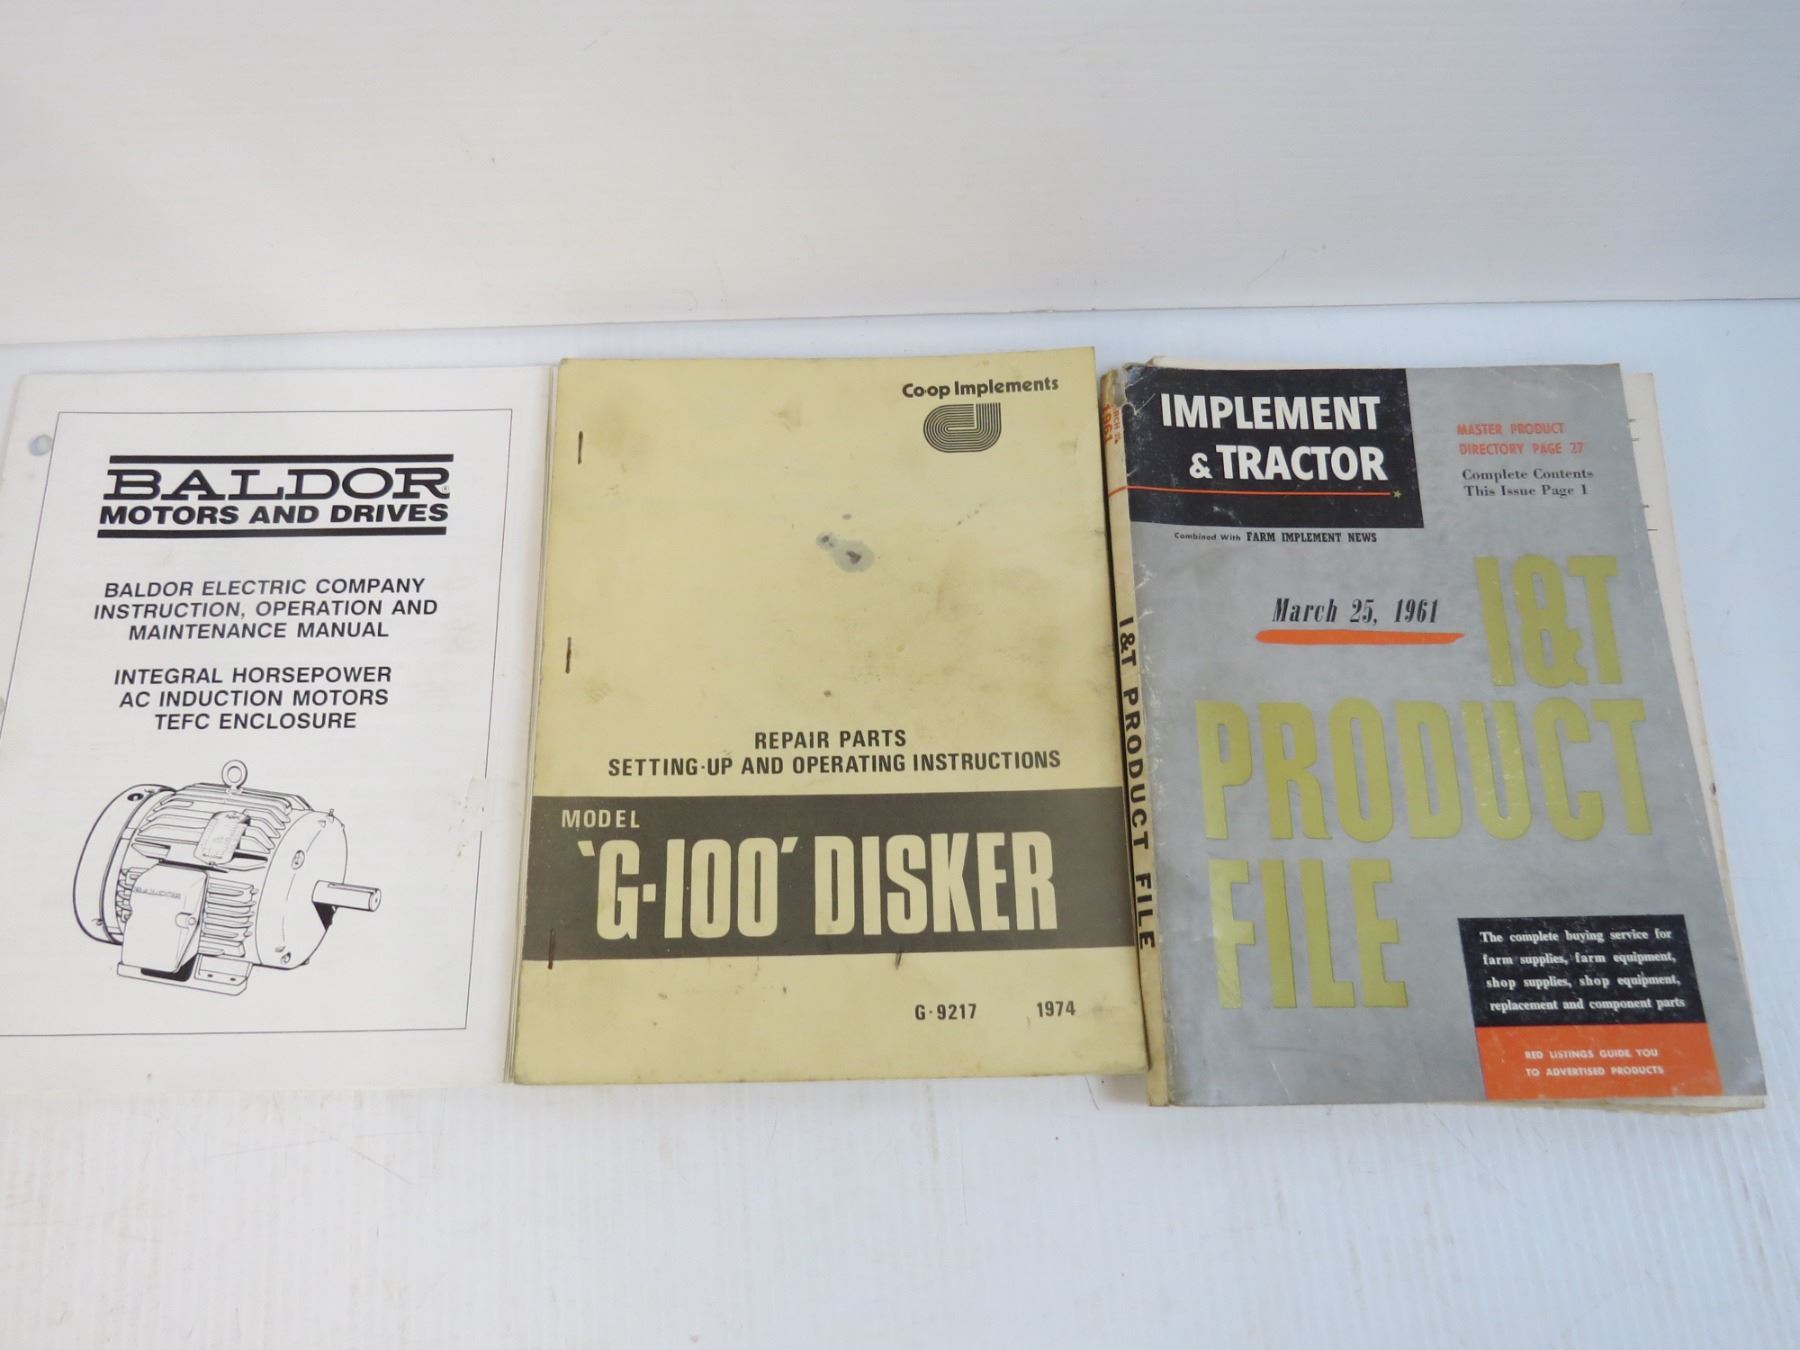 BALDOR
MOTORS AND DRIVES
BALDOR ELECTRIC COMPANY
INSTRUCTION, OPERATION AND
MAINTENANCE MANUAL
INTEGRAL HORSEPOWER
AC INDUCTION MOTORS
TEFC ENCLOSURE
Co-op Implements
REPAIR PARTS
SETTING-UP AND OPERATING INSTRUCTIONS
MODEL
'G-100' DISKER
G-9217 1974
1961
I&T PRODUCT FILE
IMPLEMENT
& TRACTOR
Combined With FARM IMPLEMENT NEWS
MASTER PRODUCT
DIRECTORY PAGE 27
Complete Contents
This Issue Page 1
March 25, 1961
I&T
PRODUCT
FILE
The complete buying service for
farm supplies, farm equipment,
shop supplies, shop equipment,
replacement and component parts
RED LISTINGS GUIDE YOU
TO ADVERTISED PRODUCTS